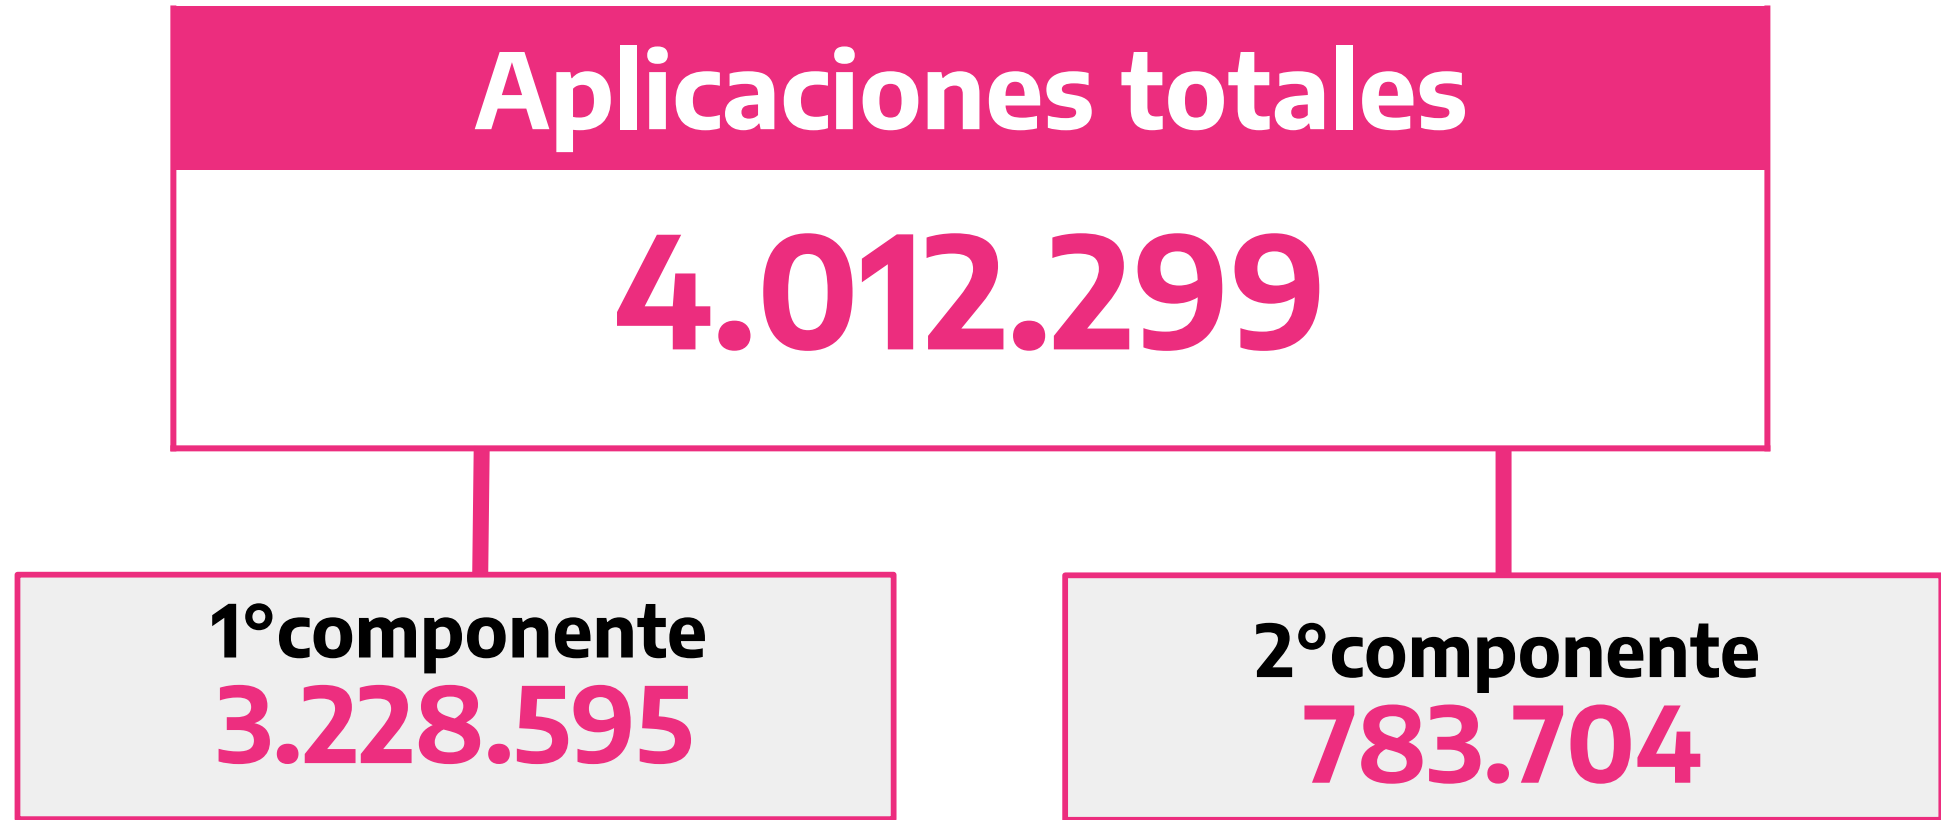 Aplicaciones totales
4.012.299
1°componente
3.228.595
2°componente
783.704